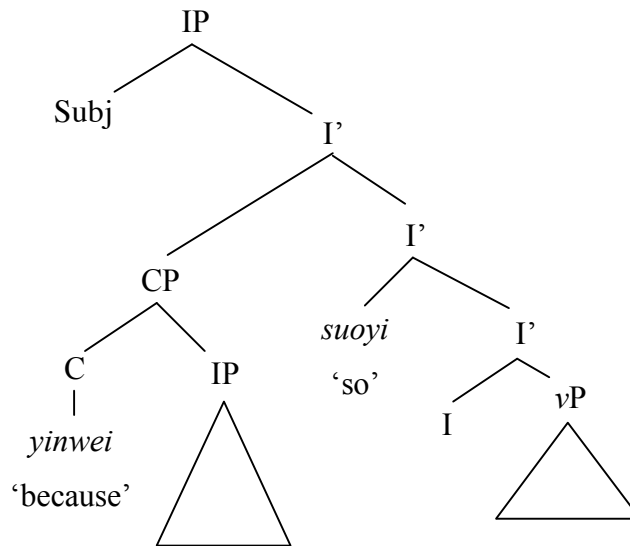 IP
Subj
I’
I’
CP
suoyi
I’
‘so’
C
IP
I
vP
yinwei
‘because’